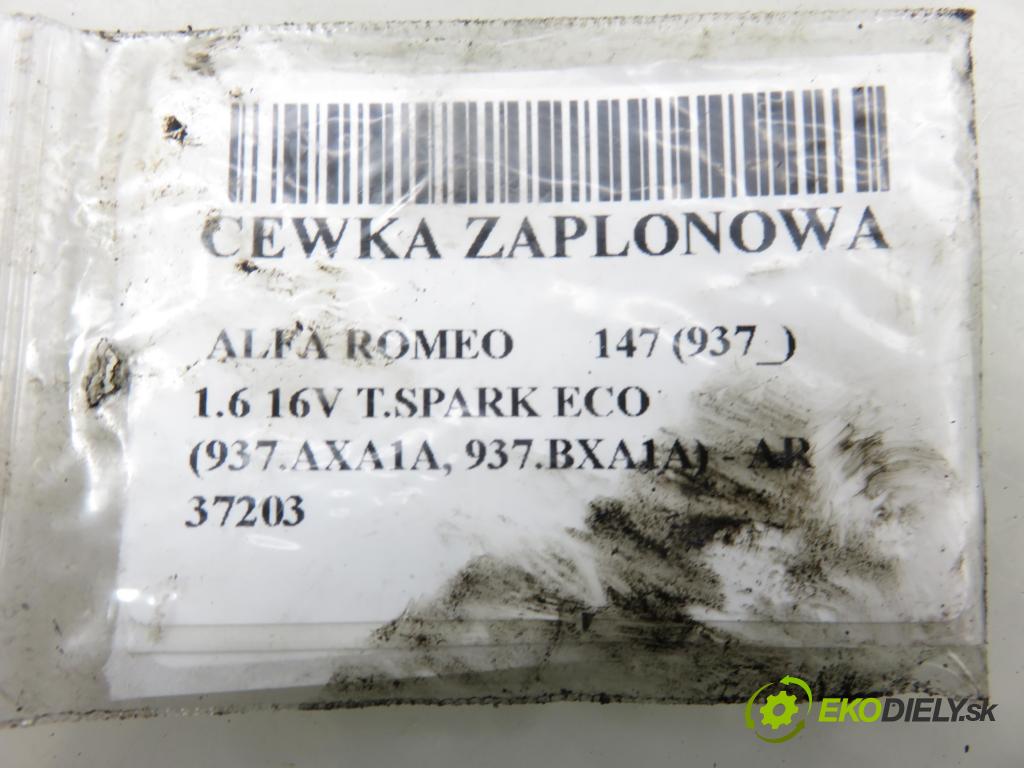 CEWKA ZAPLONOWA
ALFA ROMEO 147 (937_)
1.6 16V T.SPARK ECO
(937.AXA1A, 937.BXA1A) - AR
37203
EKODIELY.sk